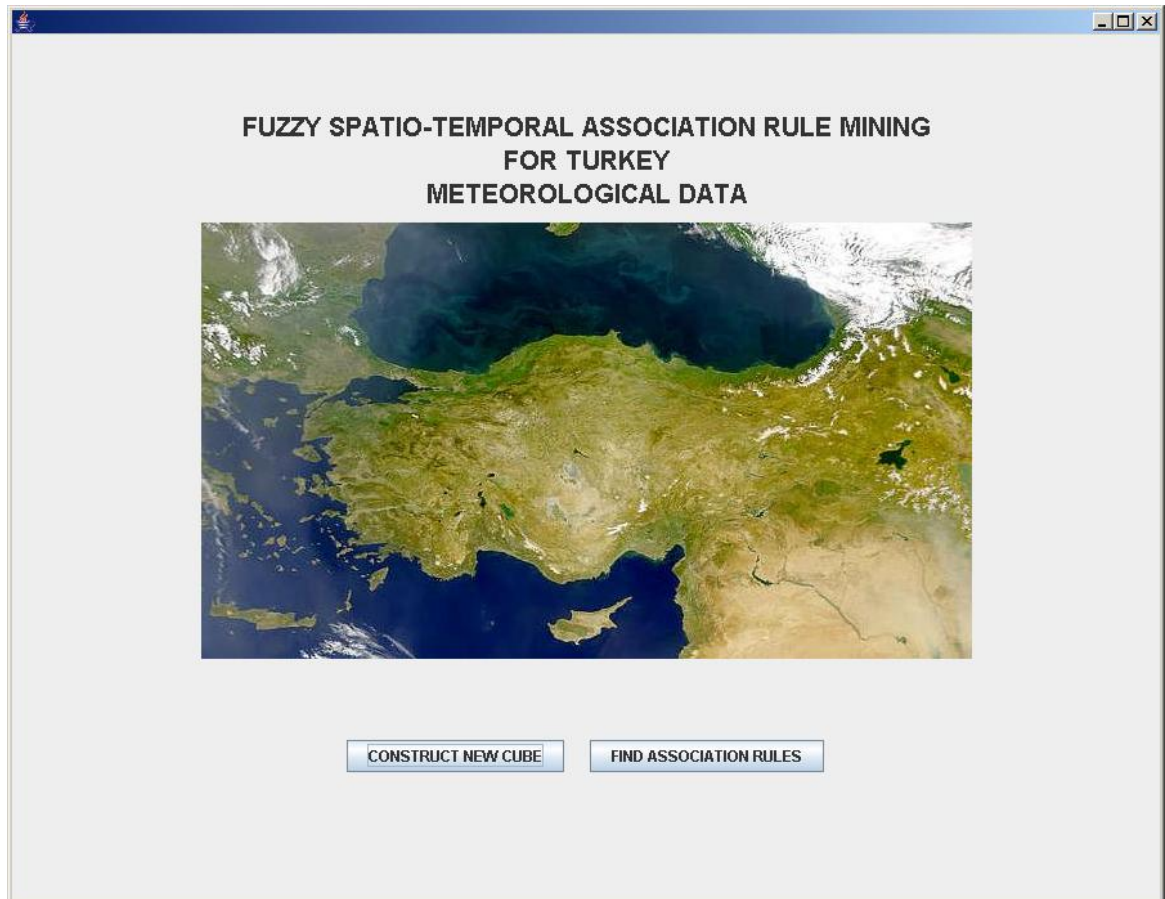 FUZZY SPATIO-TEMPORAL ASSOCIATION RULE MINING
FOR TURKEY
METEOROLOGICAL DATA
CONSTRUCT NEW CUBE
FIND ASSOCIATION RULES